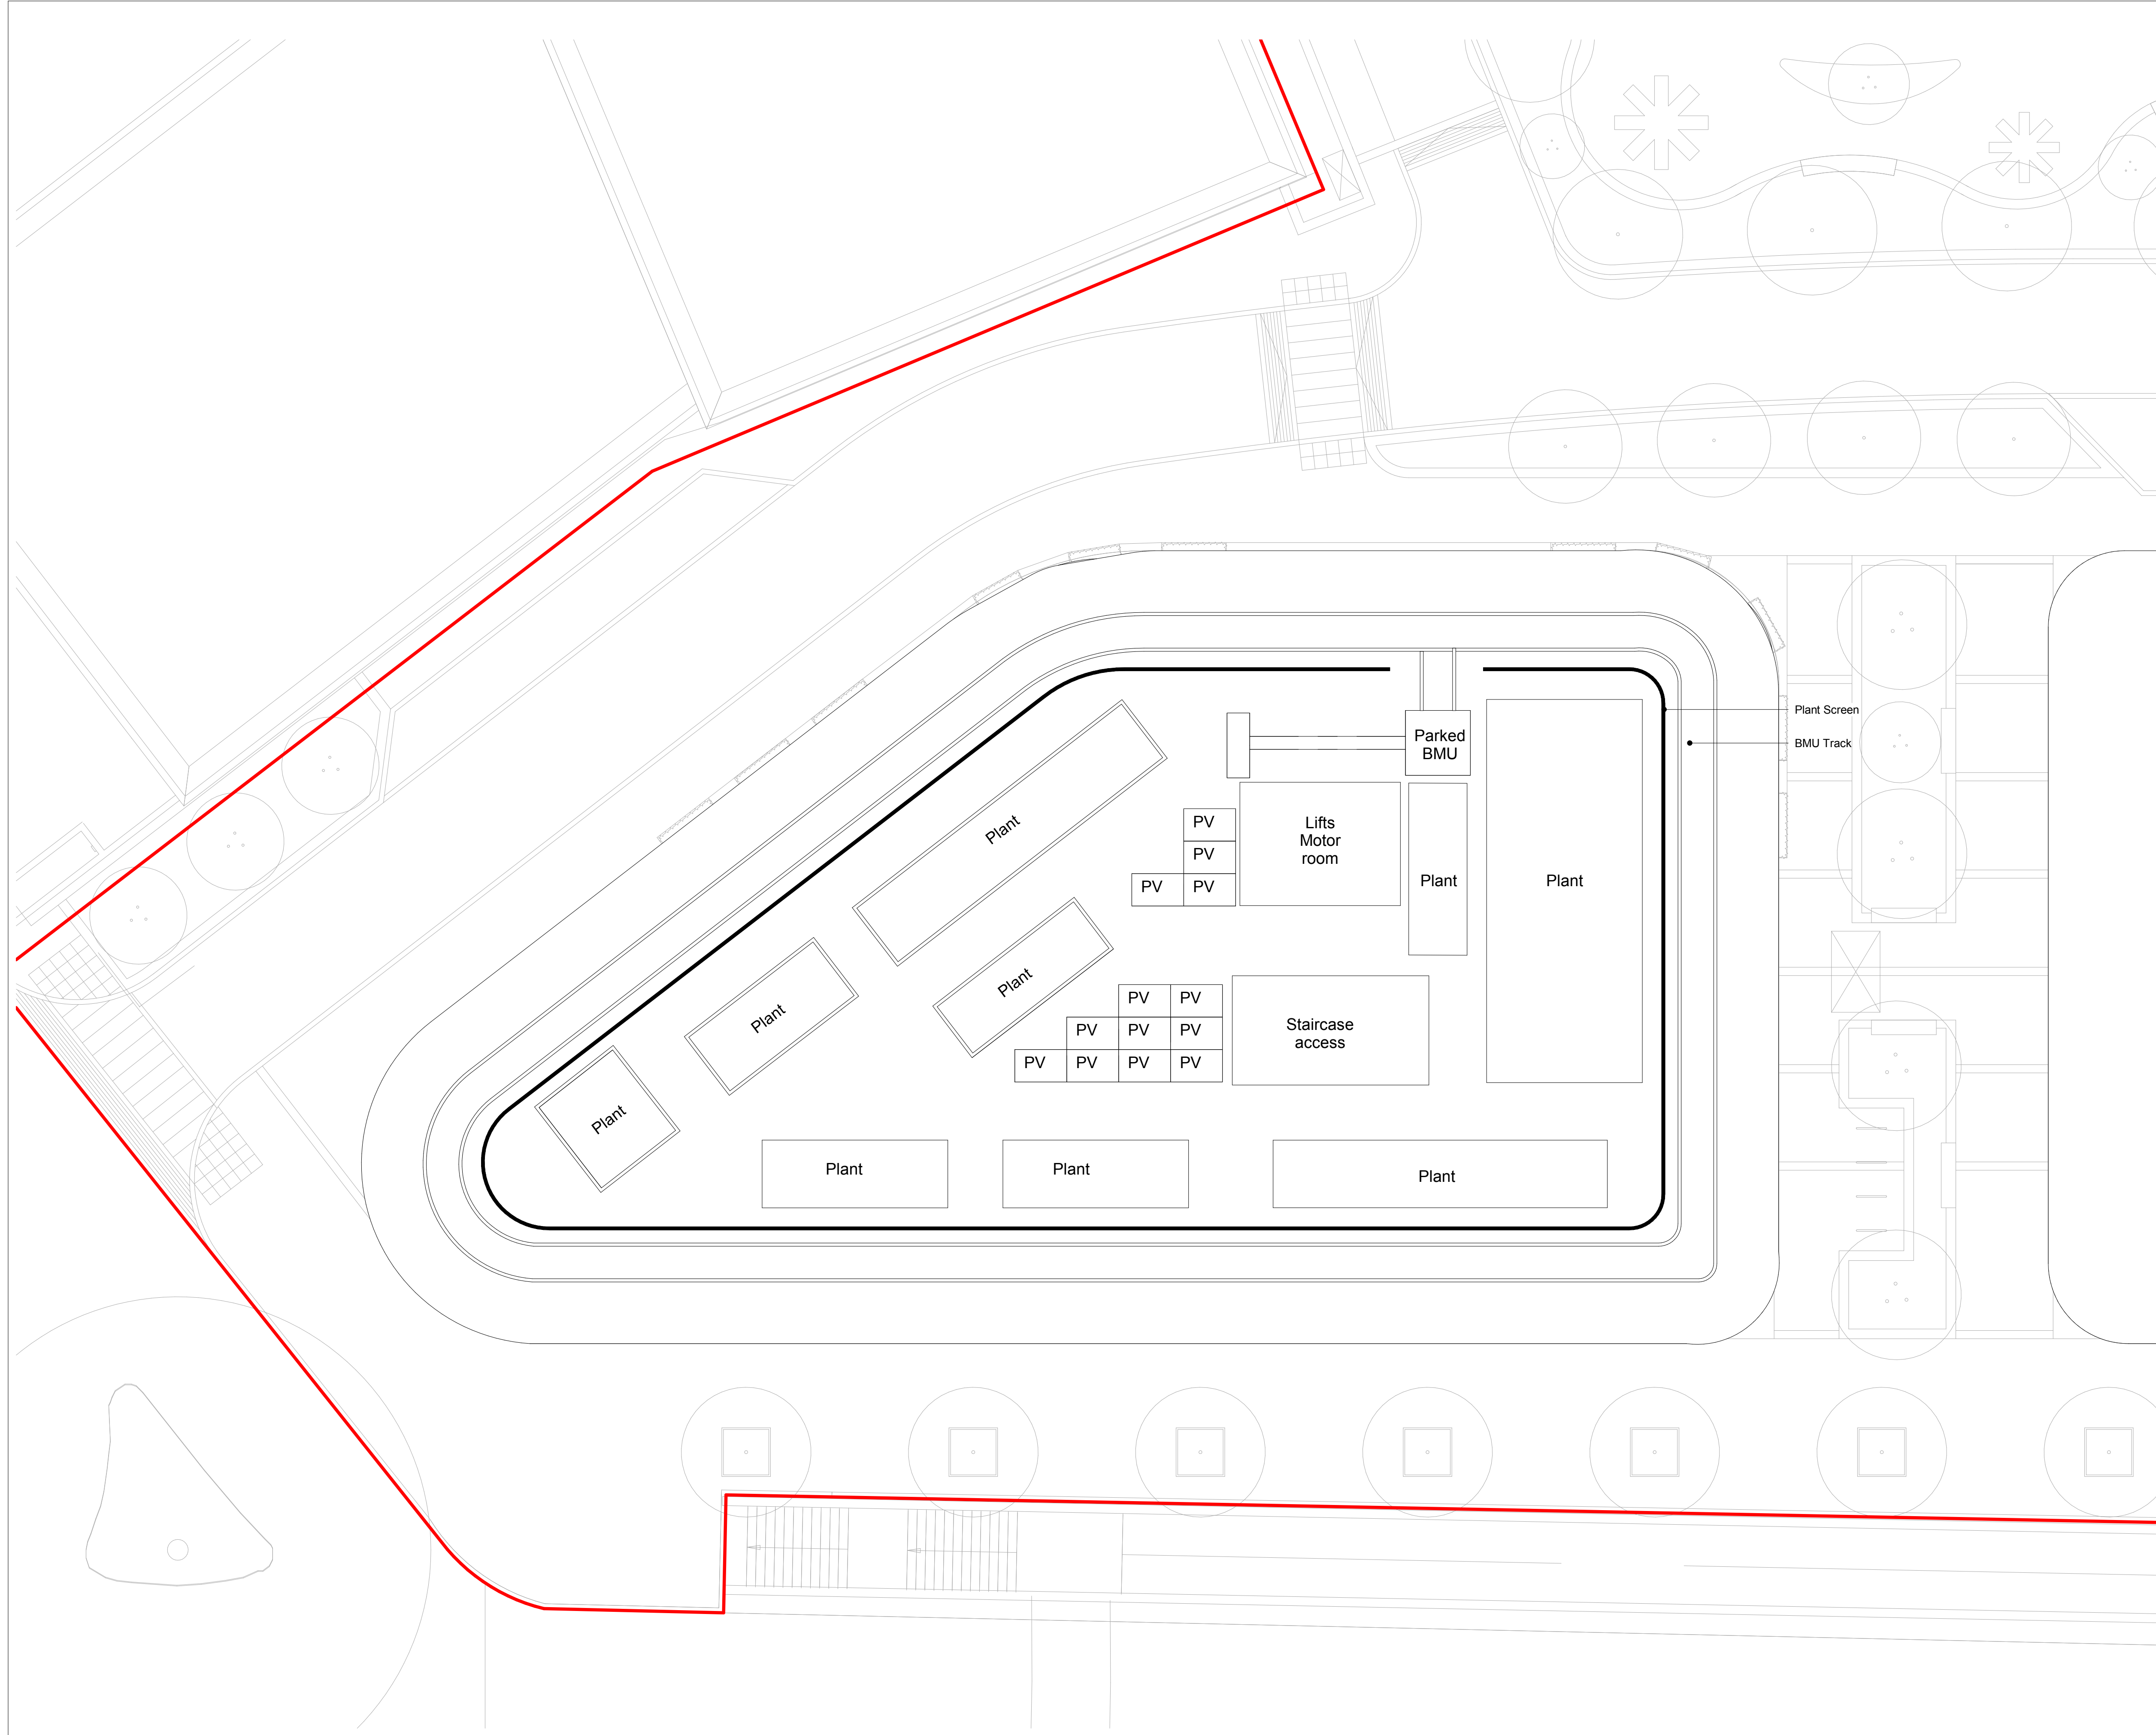 Plant Screen
Parked
BMU
BMU Track
PV
Lifts
Motor
room
Plant
PV
PV
PV
Plant
Plant
Plant
PV
PV
Plant
PV
PV
PV
Staircase
access
PV
PV
PV
PV
Plant
Plant
Plant
Plant
Plant